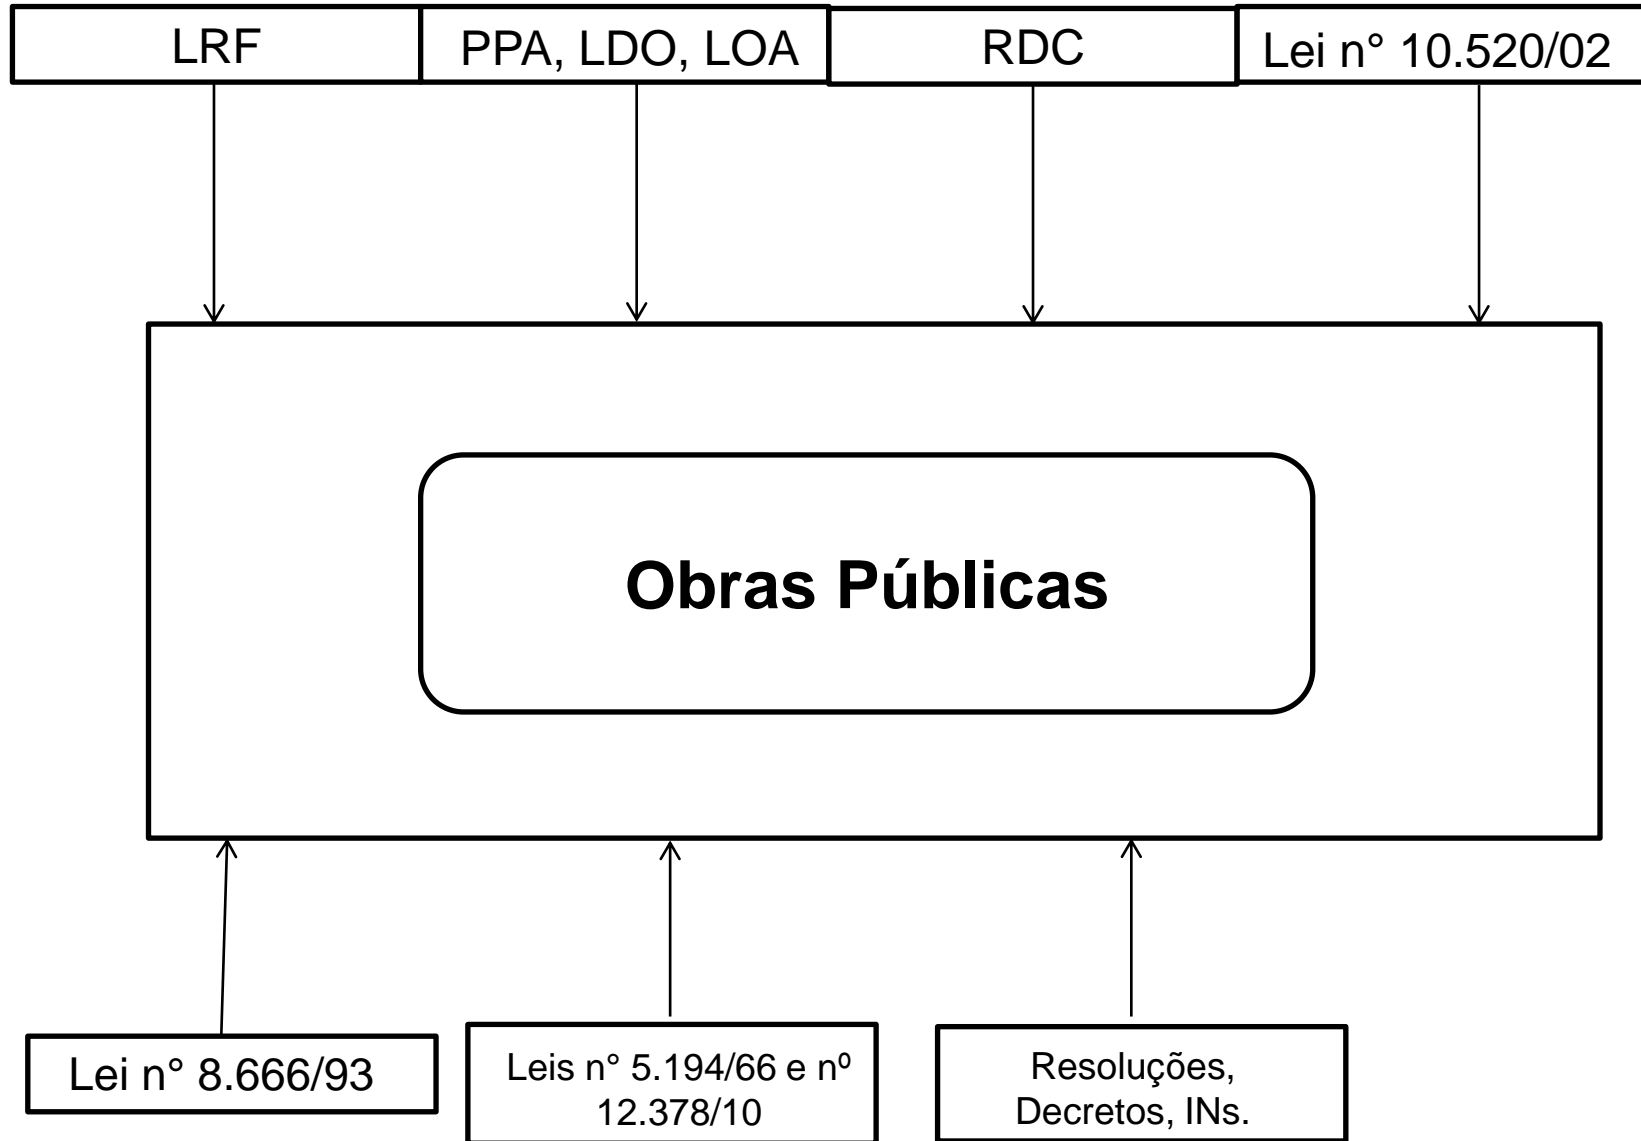 LRF
PPA, LDO, LOA
RDC
Lei n° 10.520/02
Obras Públicas
Lei n° 8.666/93
Leis n° 5.194/66 e nº
12.378/10
Resoluções,
Decretos, INs.